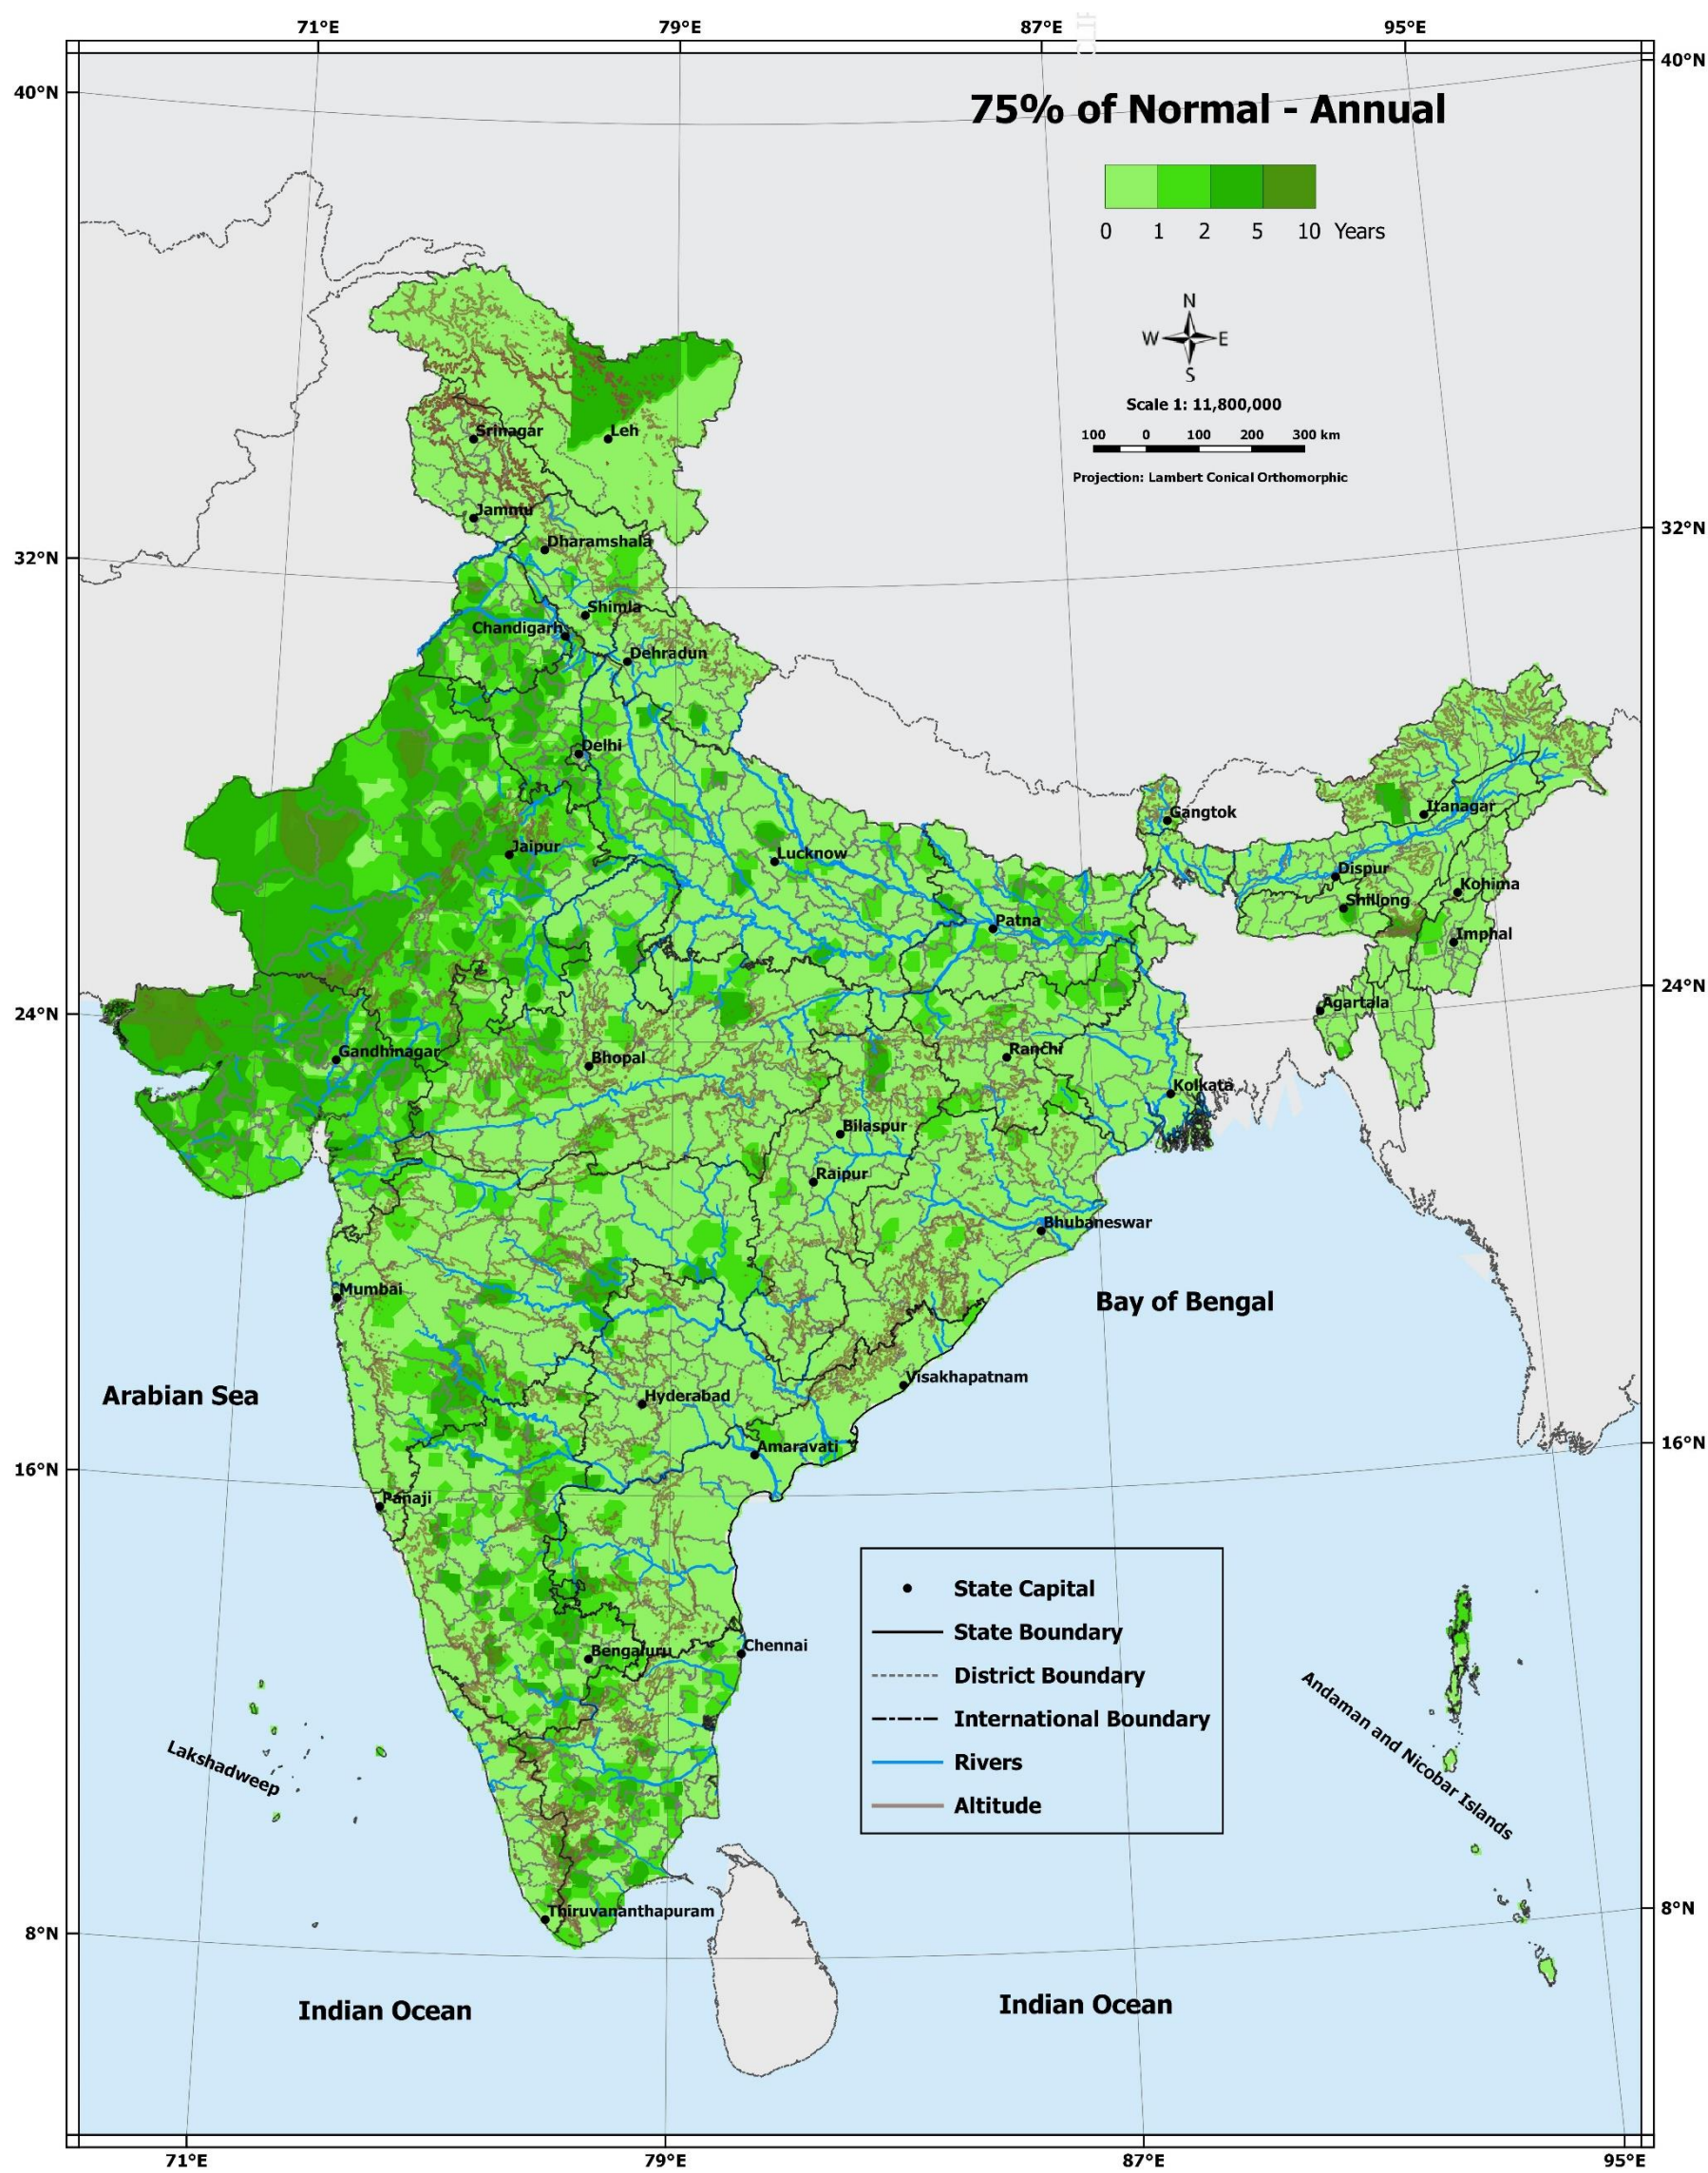 71°E 79°E 87°E 95°E
40°N 40°N
75% of Normal - Annual
0 1 2 5 10 Years
N
W E
S
Scale 1: 11,800,000
100 0 100 200 300 km
Projection: Lambert Conical Orthomorphic
Srinagar
Leh
Jammu
Dharamshala
32°N 32°N
Shimla
Chandigarh
Dehradun
Delhi
Itanagar
Gangtok
Jaipur
Lucknow
Dispur
Kohima
Shillong
Patna
Imphal
24°N 24°N
Agartala
Gandhinagar
Bhopal
Ranchi
Kolkata
Bilaspur
Raipur
Bhubaneswar
Mumbai
Bay of Bengal
Arabian Sea
Visakhapatnam
Hyderabad
Amaravati
16°N 16°N
Panaji
State Capital
State Boundary
District Boundary
International Boundary
Rivers
Altitude
Bengaluru
Chennai
Lakshadweep
Andaman and Nicobar Islands
Thiruvananthapuram
8°N 8°N
Indian Ocean
Indian Ocean
71°E 79°E 87°E 95°E